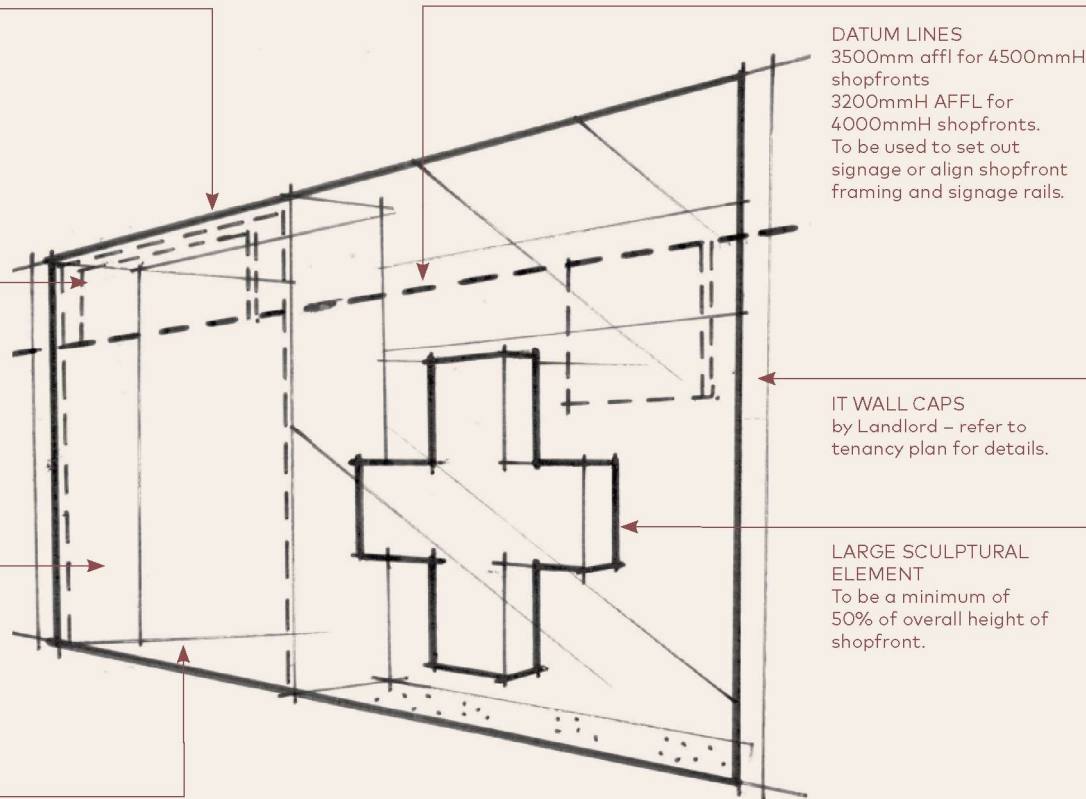 DATUM LINES
3500mm affl for 4500mmH
shopfronts
3200mmH AFFL for
4000mmH shopfronts.
To be used to set out
signage or align shopfront
framing and signage rails.
IT WALL CAPS
by Landlord – refer to
tenancy plan for details.
LARGE SCULPTURAL
ELEMENT
To be a minimum of
50% of overall height of
shopfront.